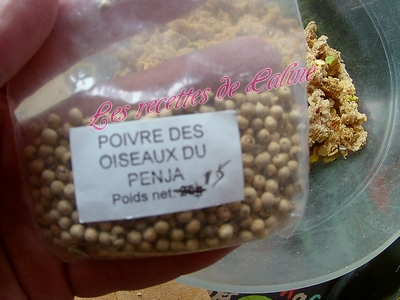 Les recettes de Caline
POIVRE DES
OISEAUX DU
PENJA
Poids net: 15